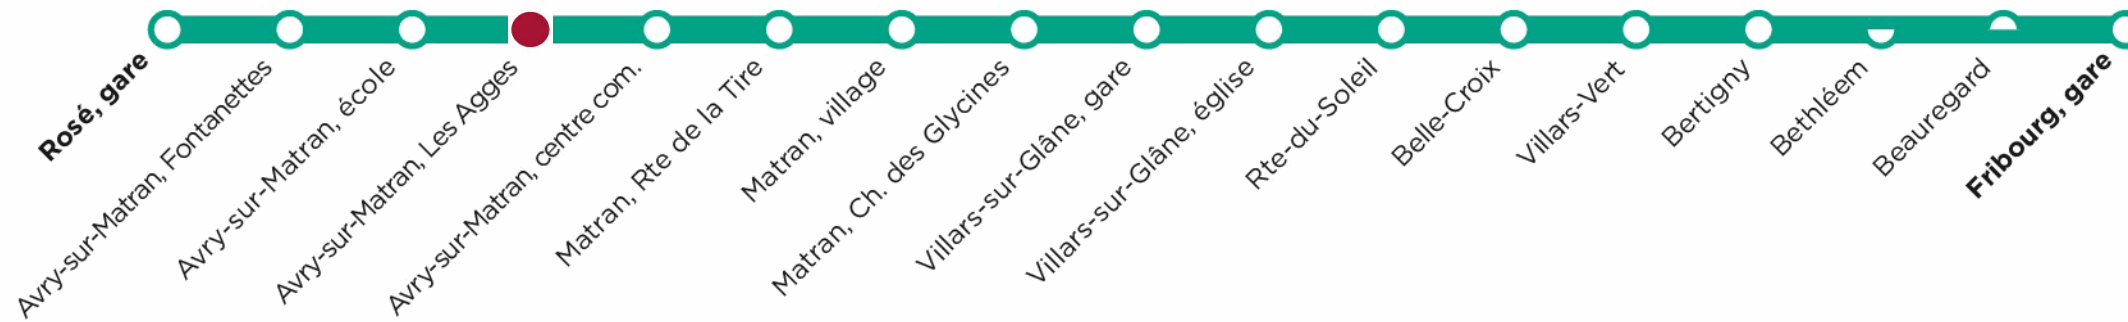 Rosé, gare
Avry-sur-Matran, Fontanettes
Avry-sur-Matran, école
Avry-sur-Matran, Les Agges
Avry-sur-Matran, centre com.
Matran, Rte de la Tire
Matran, village
Matran, Ch. des Glycines
Villars-sur-Glâne, gare
Villars-sur-Glâne, église
Rte-du-Soleil
Belle-Croix
Villars-Vert
Bertigny
Bethléem
Beauregard
Fribourg, gare